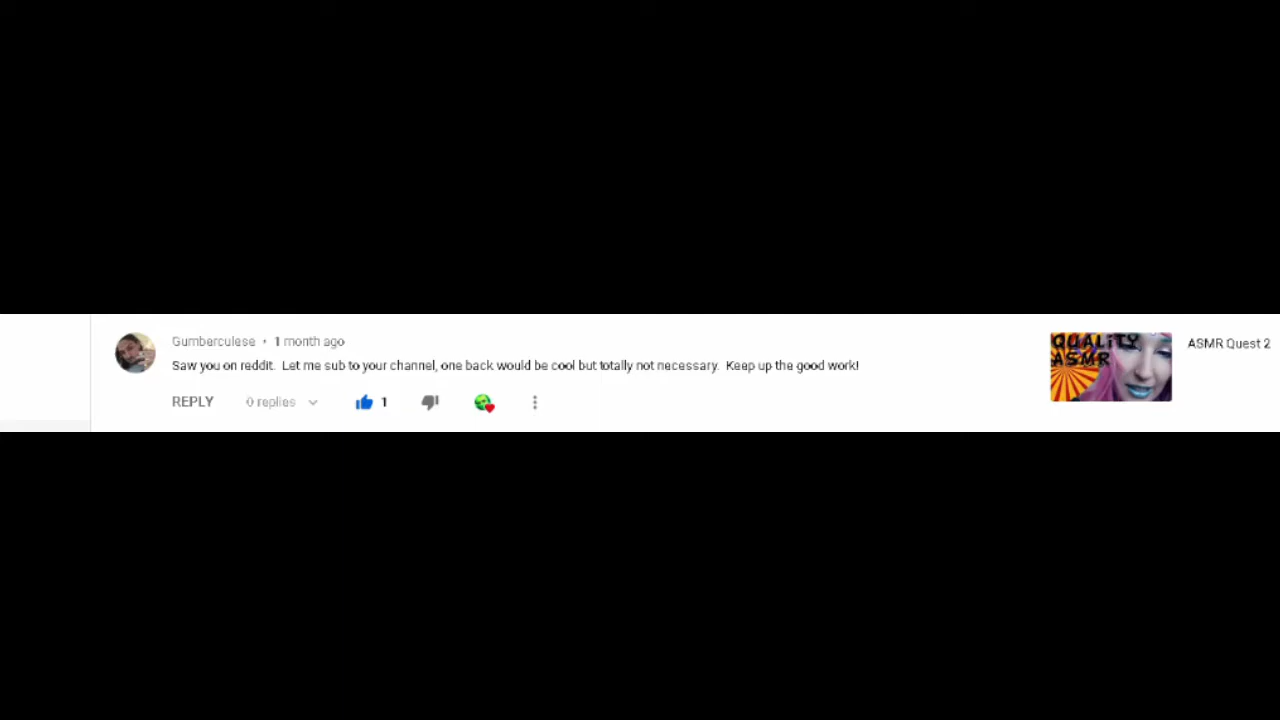 Gumberculese • 1 month ago
Saw you on reddit. Let me sub to your channel, one back would be cool but totally not necessary. Keep up the good work!
REPLY 0 replies 1
QUALITY
ASMR
ASMR Quest 2